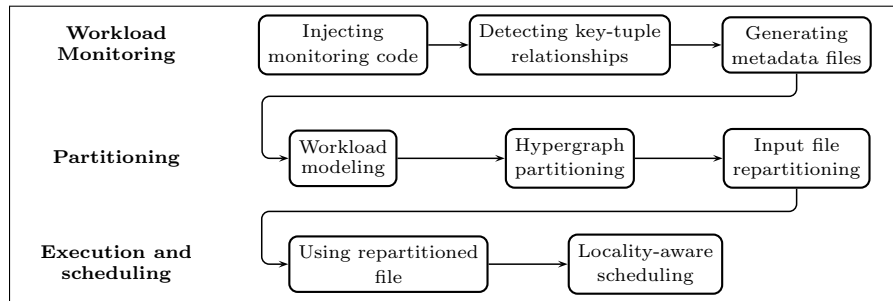 Workload
Monitoring
Injecting
monitoring code
Detecting key-tuple
relationships
Generating
metadata files
Partitioning
Workload
modeling
Hypergraph
partitioning
Input file
repartitioning
Execution and
scheduling
Using repartitioned
file
Locality-aware
scheduling